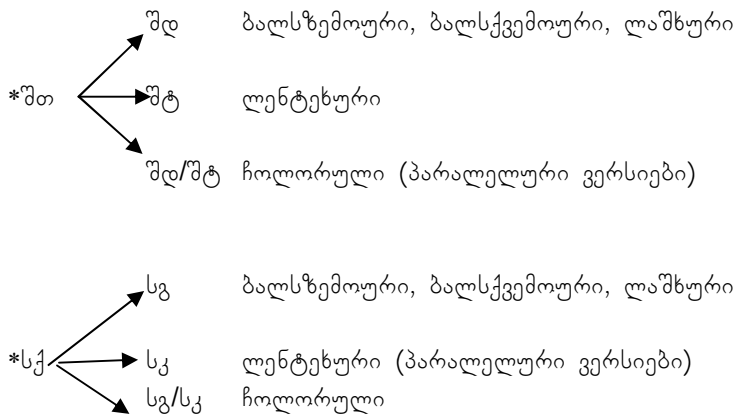 შდ ბალსზემოური, ბალსქვემოური, ლაშხური
*შთ შტ ლენტეხური
შდ/შტ ჩოლორული (პარალელური ვერსიები)
სგ ბალსზემოური, ბალსქვემოური, ლაშხური
*სქ სკ ლენტეხური (პარალელური ვერსიები)
სგ/სკ ჩოლორული